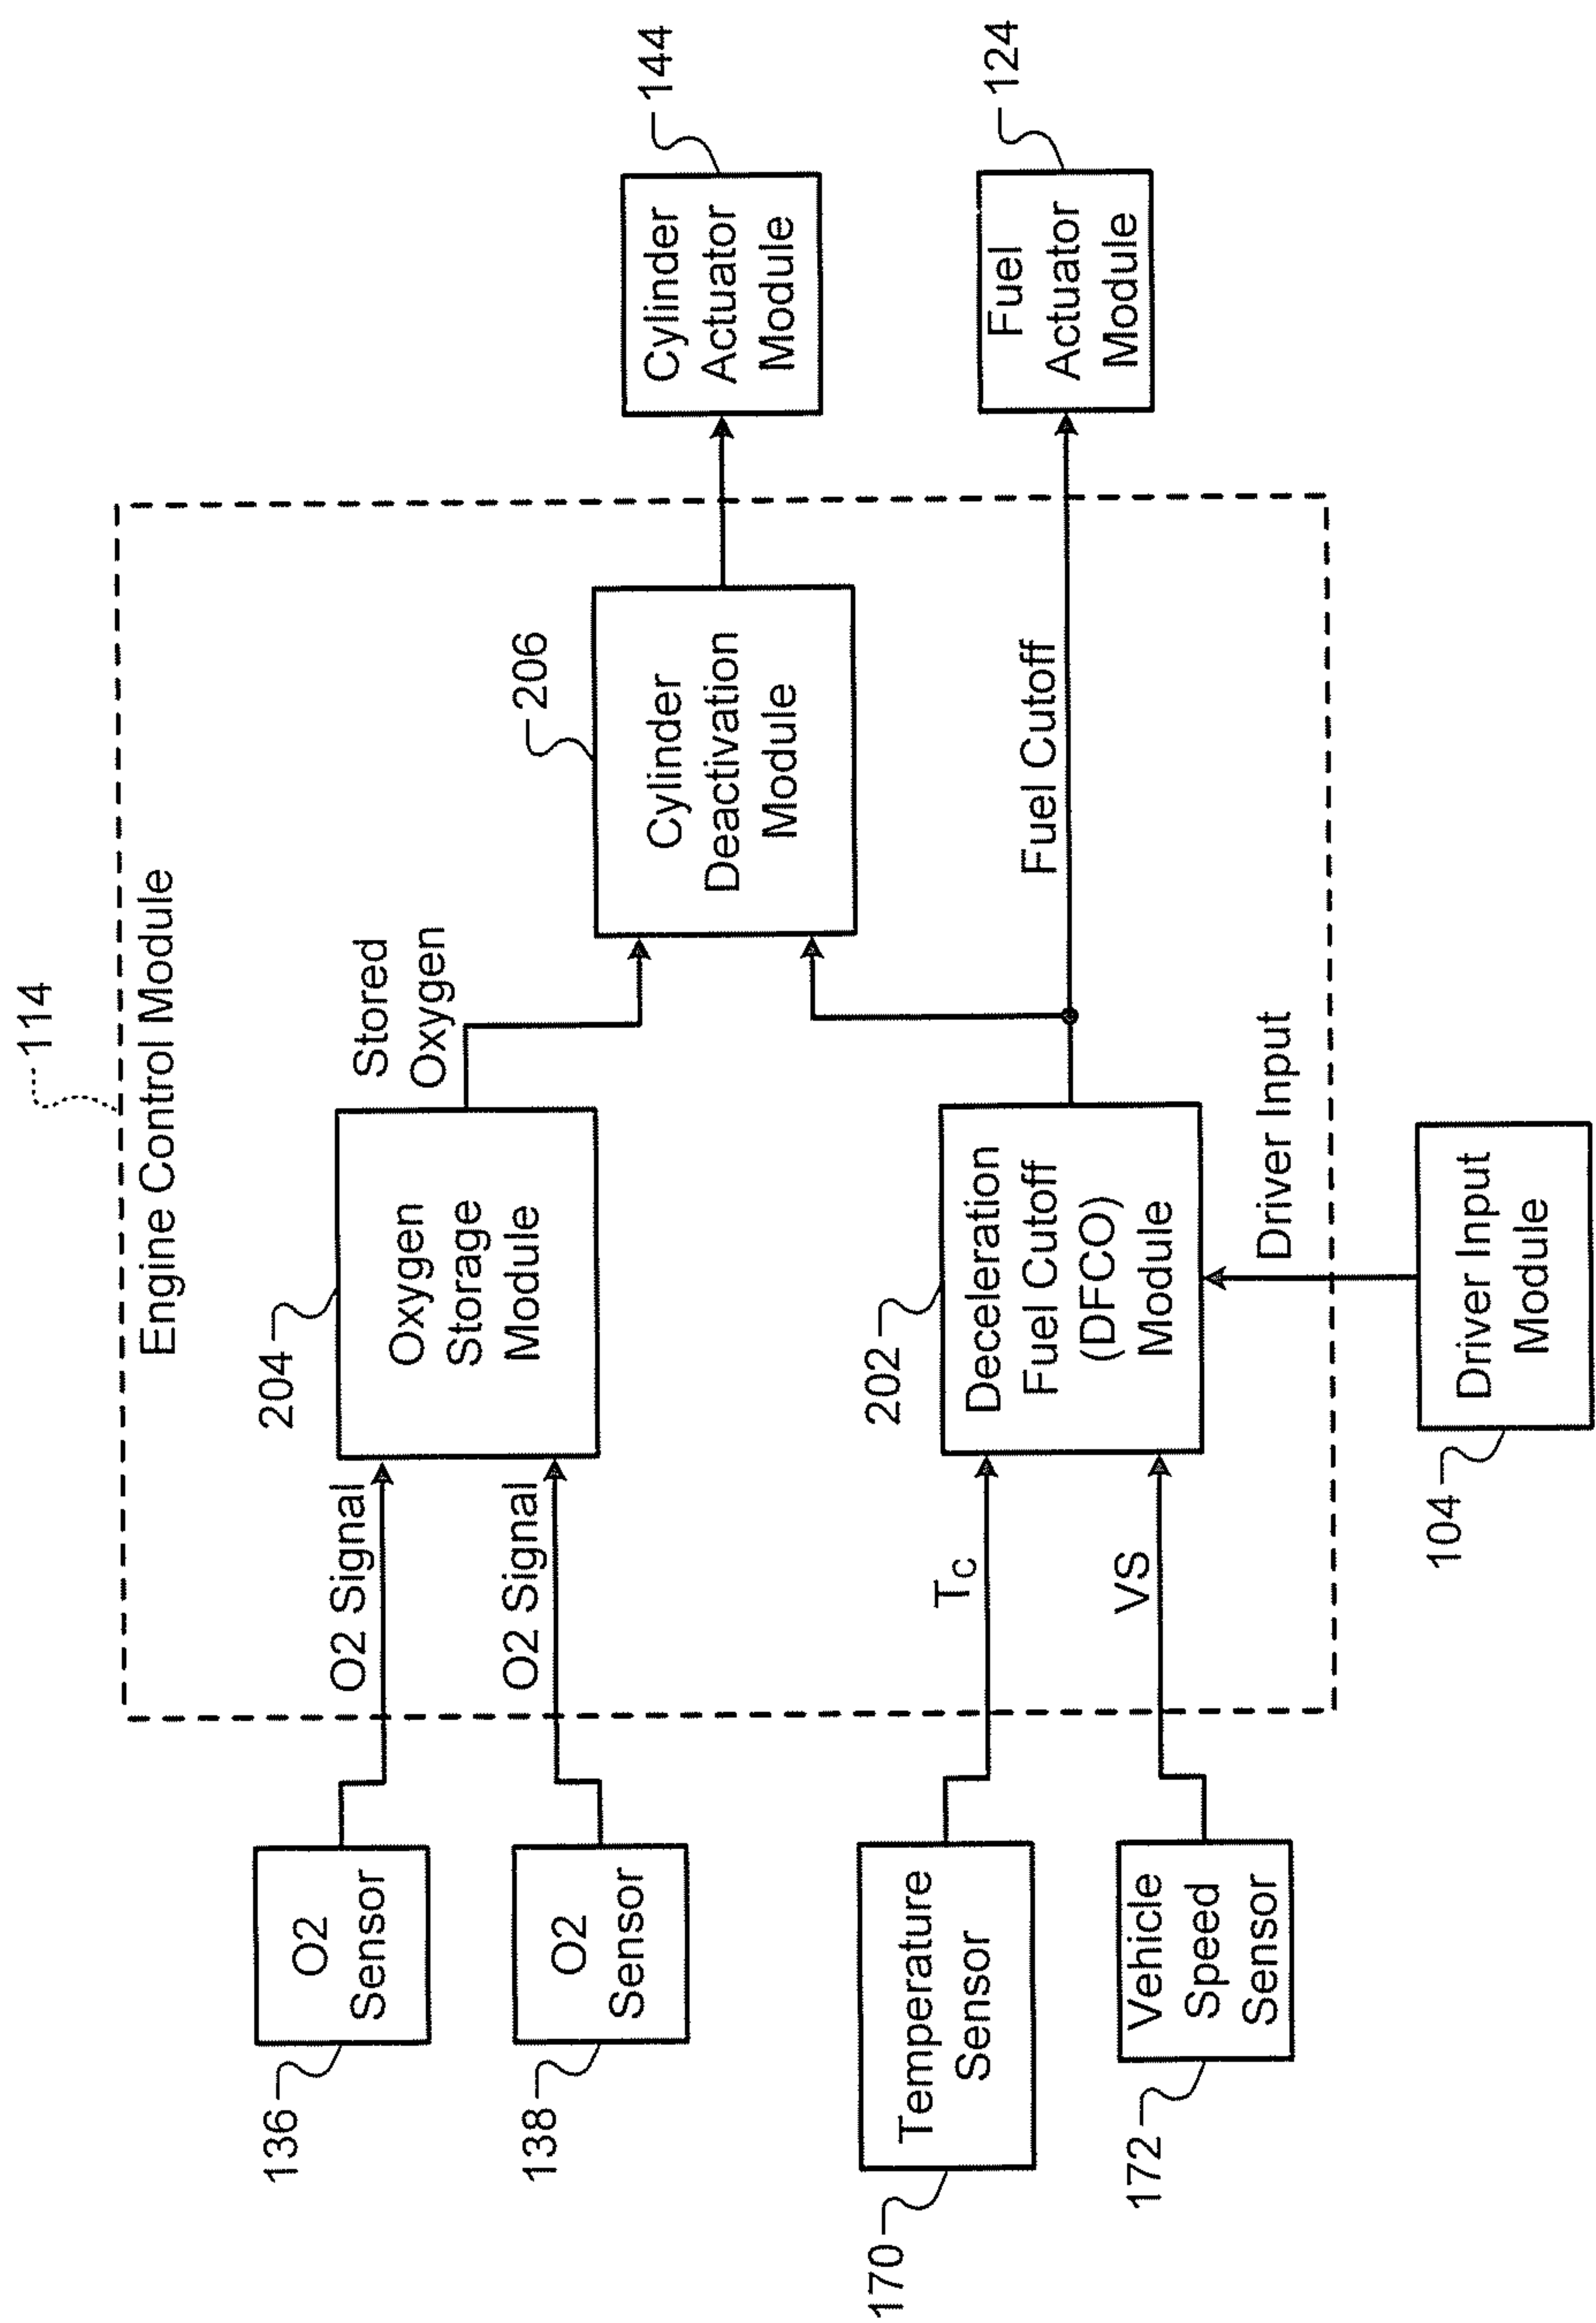 114
Engine Control Module
136
O2
Sensor
O2 Signal
138
O2
Sensor
O2 Signal
204
Oxygen
Storage
Module
Stored
Oxygen
206
Cylinder
Deactivation
Module
Cylinder
Actuator
Module
144
170
Temperature
Sensor
TC
172
Vehicle
Speed
Sensor
VS
202
Deceleration
Fuel Cutoff
(DFCO)
Module
Fuel Cutoff
Fuel
Actuator
Module
124
Driver Input
104
Driver Input
Module